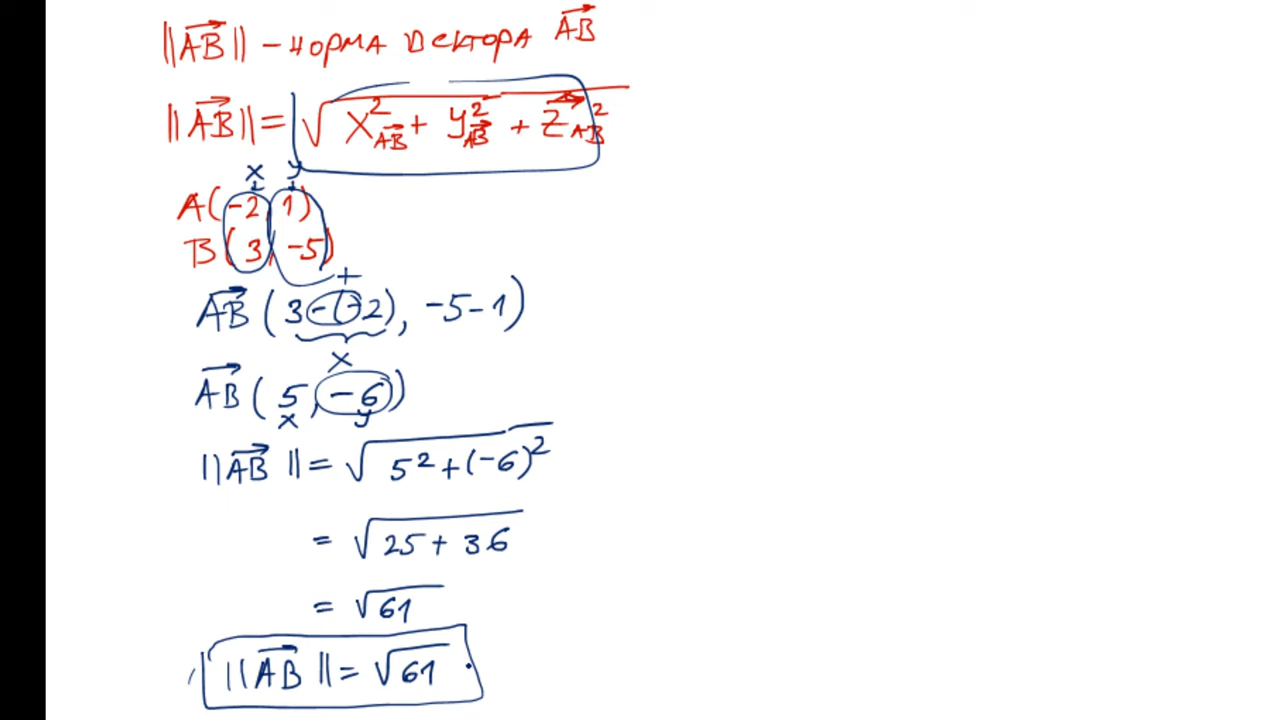 ||AB|| – норма вектора AB
||AB|| = √x²AB + y²AB + z²AB
x y
A(-2, 1)
B(3, -5)
+
AB (3-(-2), -5-1)
x
AB (5, -6)
x y
||AB|| = √5² + (-6)²
= √25 + 36
= √61
||AB|| = √61